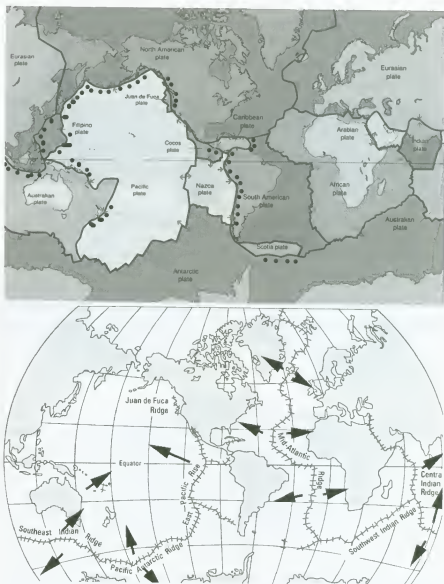 Eurasian
plate
North American
plate
Eurasian
plate
Juan de Fuca
plate
Caribbean
plate
Filipino
plate
Cocos
plate
Arabian
plate
Indian
plate
Australian
plate
Pacific
plate
Nazca
plate
South American
plate
African
plate
Australian
plate
Scotia plate
Antarctic
plate
Juan de Fuca
Ridge
Equator
East Pacific Rise
Mid-Atlantic
Ridge
Central
Indian
Ridge
Southeast Indian Ridge
Pacific Antarctic Ridge
Southwest Indian Ridge